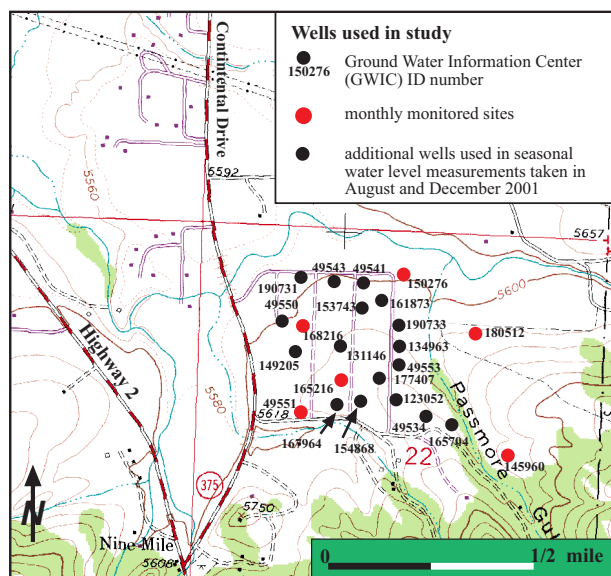 Wells used in study
150276
Ground Water Information Center
(GWIC) ID number
monthly monitored sites
additional wells used in seasonal
water level measurements taken in
August and December 2001
Contintental Drive
5592
5560
5657
49543
49541
190731
150276
5600
49550
153743
161873
190733
180512
168216
134963
131146
149205
49553
Highway 2
5580
165216
177407
Passmore
49551
123052
5618
49534
165704
167964
154868
22
145960
375
Gul
N
5750
Nine Mile
5608
0
1/2 mile